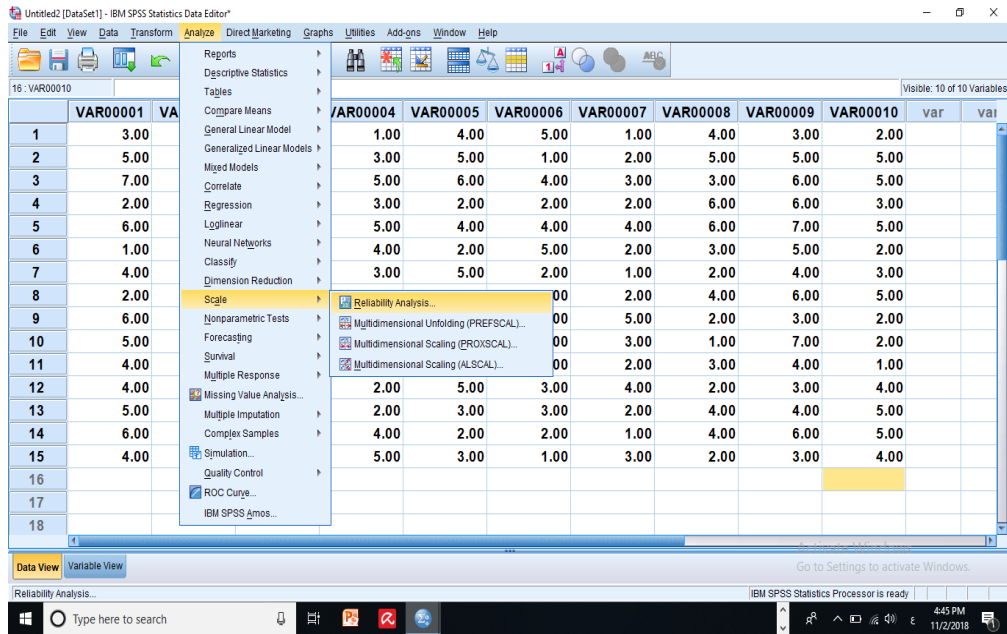 Untitled2 [DataSet1] - IBM SPSS Statistics Data Editor*
File Edit View Data Transform Analyze Direct Marketing Graphs Utilities Add-ons Window Help
16 : VAR00010
Visible: 10 of 10 Variables
VAR00001 VA /AR00004 VAR00005 VAR00006 VAR00007 VAR00008 VAR00009 VAR00010 var var
1 3.00 1.00 4.00 5.00 1.00 4.00 3.00 2.00
2 5.00 3.00 5.00 1.00 2.00 5.00 5.00 5.00
3 7.00 5.00 6.00 4.00 3.00 3.00 6.00 5.00
4 2.00 3.00 2.00 2.00 2.00 6.00 6.00 3.00
5 6.00 5.00 4.00 4.00 4.00 6.00 7.00 5.00
6 1.00 4.00 2.00 5.00 2.00 3.00 5.00 2.00
7 4.00 3.00 5.00 2.00 1.00 2.00 4.00 3.00
8 2.00 00 2.00 4.00 6.00 5.00
9 6.00 00 5.00 2.00 3.00 2.00
10 5.00 00 3.00 1.00 7.00 2.00
11 4.00 00 2.00 3.00 4.00 1.00
12 4.00 2.00 5.00 3.00 4.00 2.00 3.00 4.00
13 5.00 2.00 3.00 3.00 2.00 4.00 4.00 5.00
14 6.00 4.00 2.00 2.00 1.00 4.00 6.00 5.00
15 4.00 5.00 3.00 1.00 3.00 2.00 3.00 4.00
16
17
18
Reports
Descriptive Statistics
Tables
Compare Means
General Linear Model
Generalized Linear Models
Mixed Models
Correlate
Regression
Loglinear
Neural Networks
Classify
Dimension Reduction
Scale
Nonparametric Tests
Forecasting
Survival
Multiple Response
Missing Value Analysis...
Multiple Imputation
Complex Samples
Simulation...
Quality Control
ROC Curve...
IBM SPSS Amos...
Reliability Analysis...
Multidimensional Unfolding (PREFSCAL)...
Multidimensional Scaling (PROXSCAL)...
Multidimensional Scaling (ALSCAL)...
Data View Variable View
Go to Settings to activate Windows.
Reliability Analysis...
IBM SPSS Statistics Processor is ready
Type here to search
4:45 PM
11/2/2018